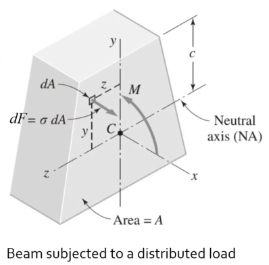 y
c
dA
z
M
dF = σ dA
y
C
Neutral
axis (NA)
z
x
Area = A
Beam subjected to a distributed load